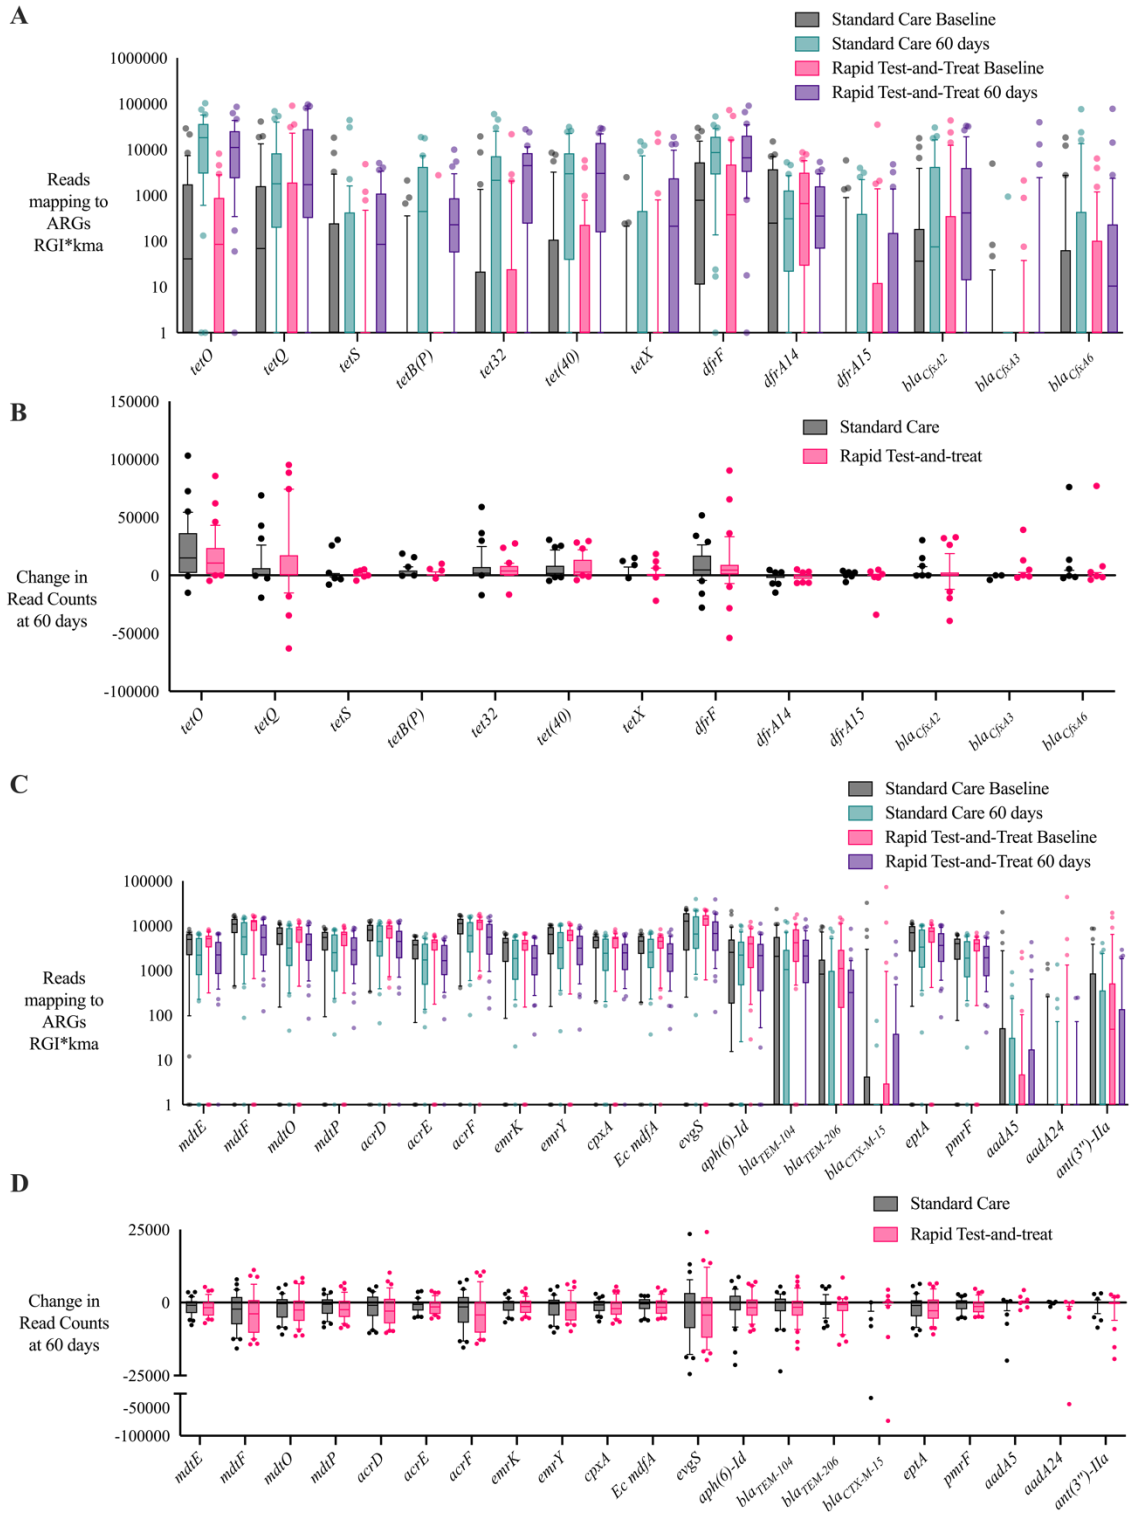 A
Standard Care Baseline
Standard Care 60 days
Rapid Test-and-Treat Baseline
Rapid Test-and-Treat 60 days
1000000
100000
10000
1000
100
10
1
Reads
mapping to
ARGs
RGI*kma
tetO tetQ tetS tetB(P) tet32 tet(40) tetX dfrF dfrA14 dfrA15 blaCfxA2 blaCfxA3 blaCfxA6
B
Standard Care
Rapid Test-and-treat
150000
100000
50000
0
-50000
-100000
Change in
Read Counts
at 60 days
tetO tetQ tetS tetB(P) tet32 tet(40) tetX dfrF dfrA14 dfrA15 blaCfxA2 blaCfxA3 blaCfxA6
C
Standard Care Baseline
Standard Care 60 days
Rapid Test-and-Treat Baseline
Rapid Test-and-Treat 60 days
100000
10000
1000
100
10
1
Reads
mapping to
ARGs
RGI*kma
mdtE mdtF mdtO mdtP acrD acrE acrF emrK emrY cpxA Ec mdfA evgS aph(6)-Id blaTEM-104 blaTEM-206 blaCTX-M-15 eptA pmrF aadA5 aadA24 ant(3")-IIa
D
Standard Care
Rapid Test-and-treat
25000
0
-25000
-50000
-100000
Change in
Read Counts
at 60 days
mdtE mdtF mdtO mdtP acrD acrE acrF emrK emrY cpxA Ec mdfA evgS aph(6)-Id blaTEM-104 blaTEM-206 blaCTX-M-15 eptA pmrF aadA5 aadA24 ant(3")-IIa